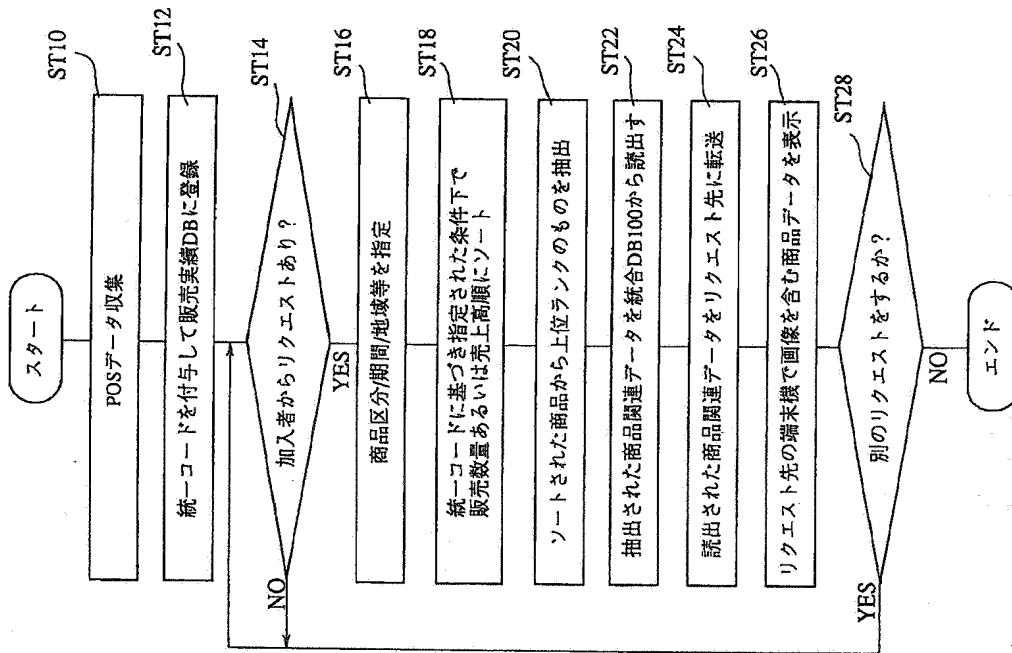 スタート
ST10
POSデータ収集
ST12
統一コードを付与して販売実績DBに登録
ST14
加入者からリクエストあり？
NO
YES
ST16
商品区分/期間/地域等を指定
ST18
統一コードに基づき指定された条件下で
販売数量あるいは売上高順にソート
ST20
ソートされた商品から上位ランクのものを抽出
ST22
抽出された商品関連データを統合DB100から読出す
ST24
読出された商品関連データをリクエスト先に転送
ST26
リクエスト先の端末機で画像を含む商品データを表示
ST28
別のリクエストをするか？
YES
NO
エンド